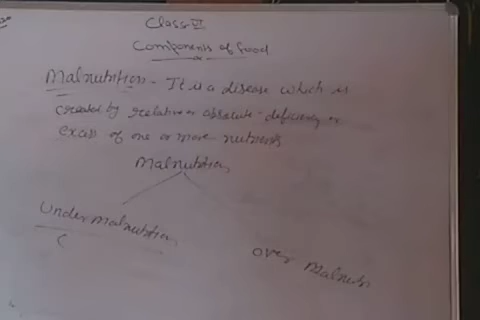 Class-VI
Components of food
Malnutrition - It is a disease which is
created by relative or absolute deficiency or
excess of one or more nutrients
Malnutrition
Under malnutrition
(
over Malnutr